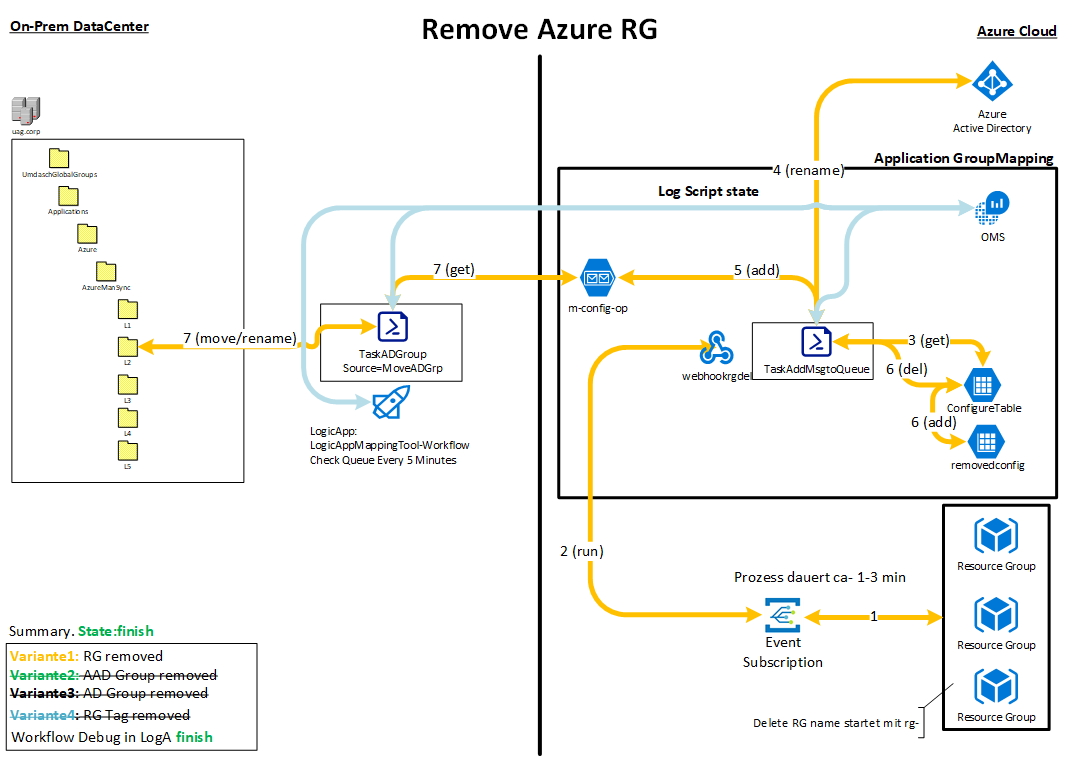 Remove Azure RG
On-Prem DataCenter
Azure Cloud
uag.corp
UmdaschGlobalGroups
Applications
Azure
AzureManSync
L1
L2
L3
L4
L5
7 (move/rename)
TaskADGroup
Source=MoveADGrp
LogicApp:
LogicAppMappingTool-Workflow
Check Queue Every 5 Minutes
7 (get)
Azure
Active Directory
Application GroupMapping
4 (rename)
Log Script state
OMS
m-config-op
5 (add)
webhookrgdel
TaskAddMsgtoQueue
3 (get)
6 (del)
ConfigureTable
6 (add)
removedconfig
2 (run)
Prozess dauert ca- 1-3 min
1
Event
Subscription
Resource Group
Resource Group
Resource Group
Delete RG name startet mit rg-
Summary. State:finish
Variante1: RG removed
Variante2: AAD Group removed
Variante3: AD Group removed
Variante4: RG Tag removed
Workflow Debug in LogA finish